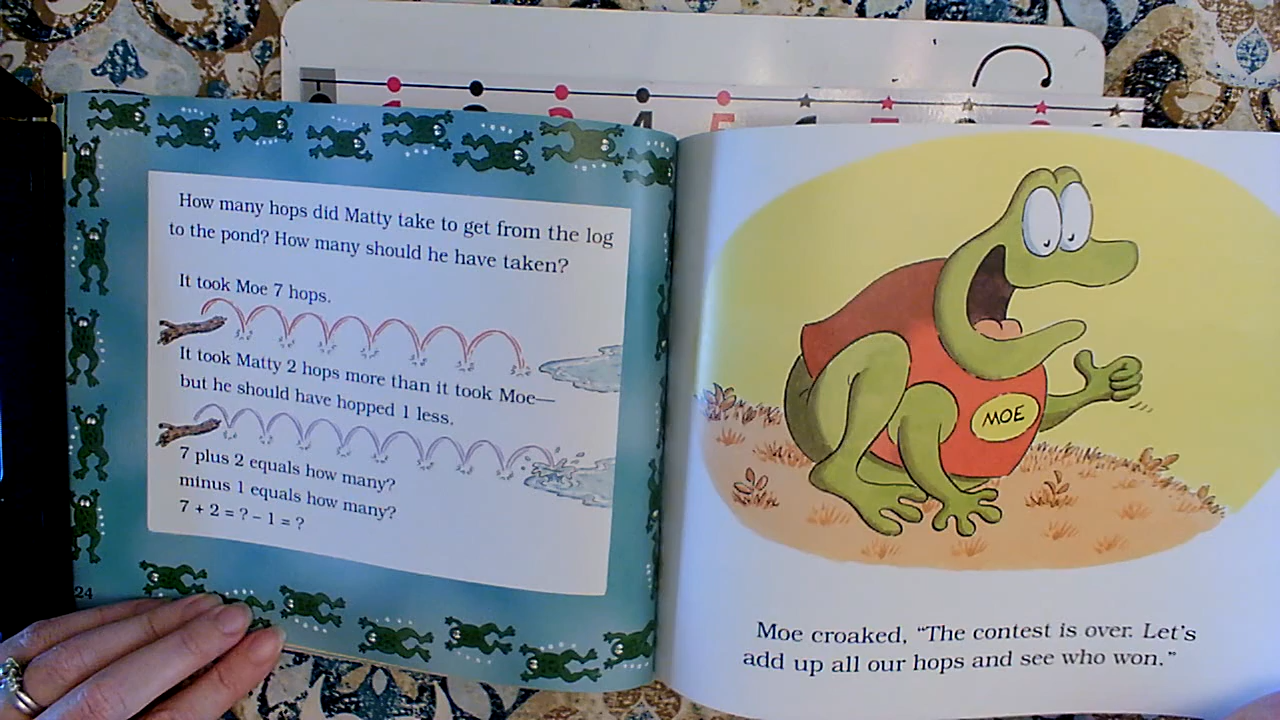 4
How many hops did Matty take to get from the log
to the pond? How many should he have taken?
It took Moe 7 hops.
It took Matty 2 hops more than it took Moe—
but he should have hopped 1 less.
7 plus 2 equals how many?
minus 1 equals how many?
7 + 2 = ? – 1 = ?
24
MOE
Moe croaked, “The contest is over. Let’s
add up all our hops and see who won.”